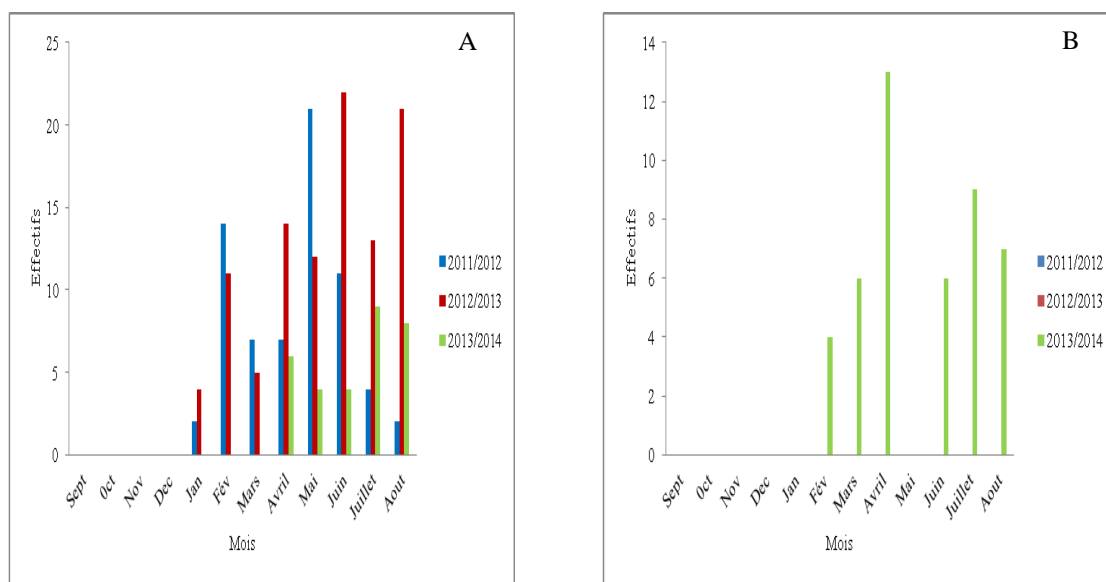 A
25
20
15
10
5
0
Effectifs
Sept
0ct
Nov
Dec
Jan
Fév
Mars
Avril
Mai
Juin
Juillet
Aout
Mois
2011/2012
2012/2013
2013/2014
B
14
12
10
8
6
4
2
0
Effectifs
Sept
0ct
Nov
Dec
Jan
Fév
Mars
Avril
Mai
Juin
Juillet
Aout
Mois
2011/2012
2012/2013
2013/2014